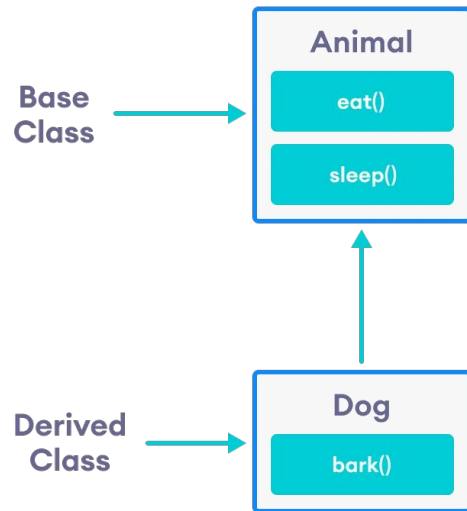 Animal
Base
Class
eat()
sleep()
Dog
Derived
Class
bark()